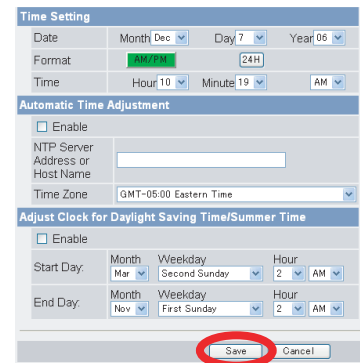 Time Setting
Date Month Dec Day 7 Year 06
Format AM/PM 24H
Time Hour 10 Minute 19 AM
Automatic Time Adjustment
Enable
NTP Server
Address or
Host Name
Time Zone GMT-05:00 Eastern Time
Adjust Clock for Daylight Saving Time/Summer Time
Enable
Month Weekday Hour
Start Day: Mar Second Sunday 2 AM
Month Weekday Hour
End Day: Nov First Sunday 2 AM
Save Cancel